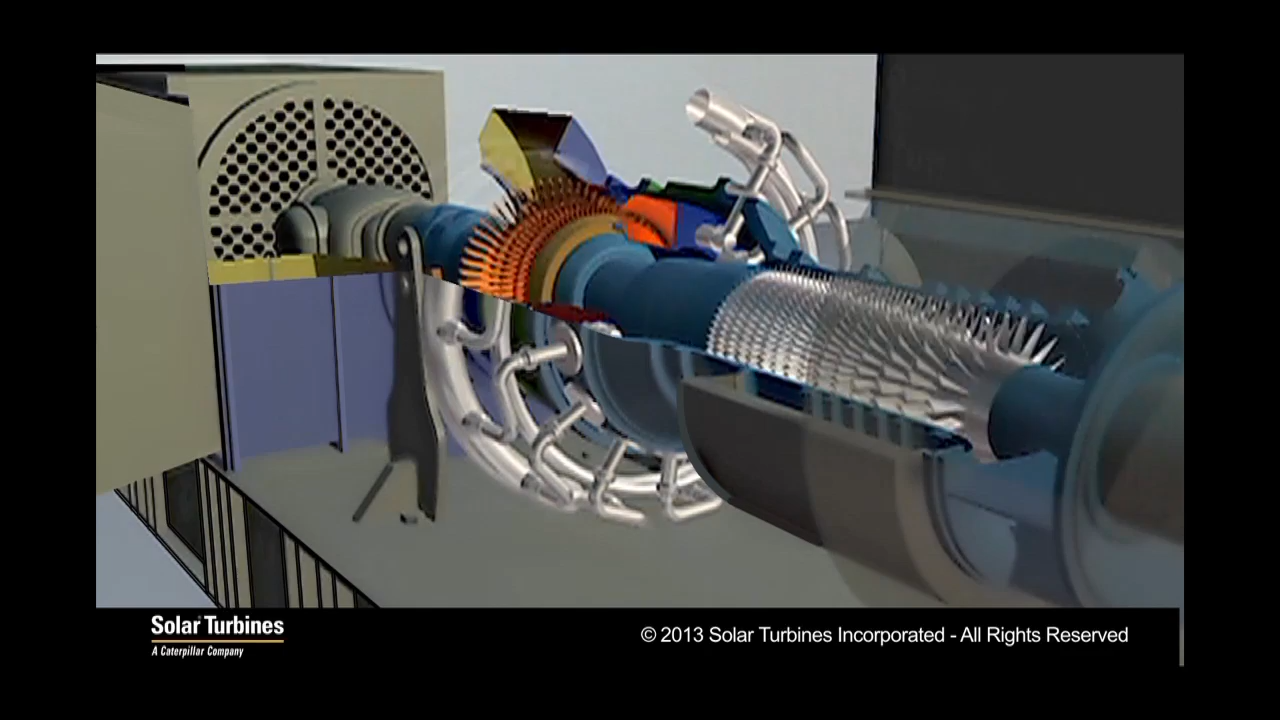 Solar Turbines
A Caterpillar Company
© 2013 Solar Turbines Incorporated - All Rights Reserved